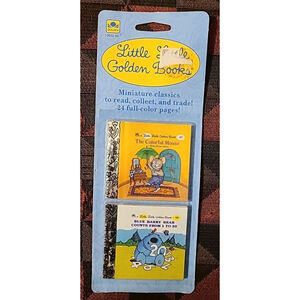 Little Little
Golden Books
Miniature classics
to read, collect, and trade!
24 full-color pages!
The Colorful Mouse
BLUE BARRY BEAR
COUNTS FROM 1 TO 20
20